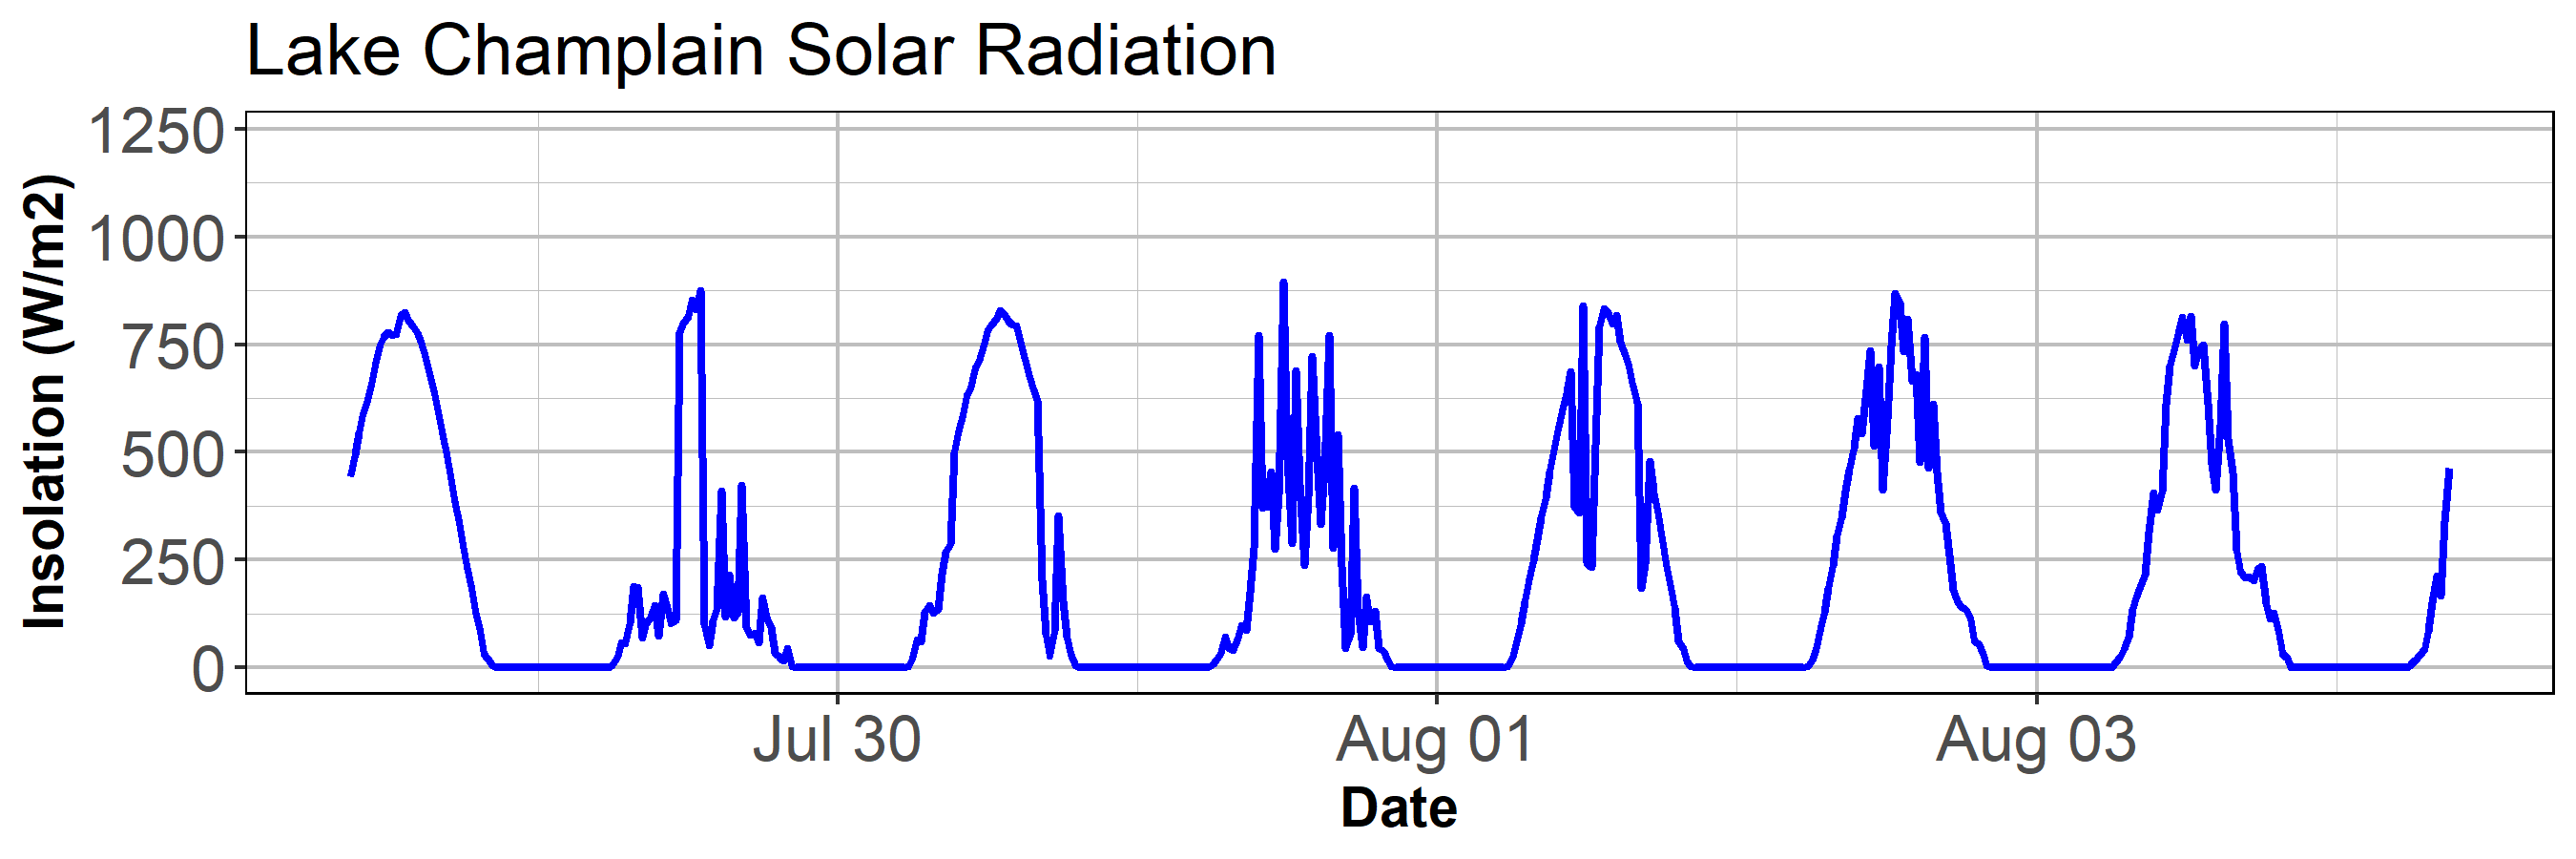 Lake Champlain Solar Radiation
1250
1000
750
500
250
0
Insolation (W/m2)
Jul 30
Aug 01
Aug 03
Date